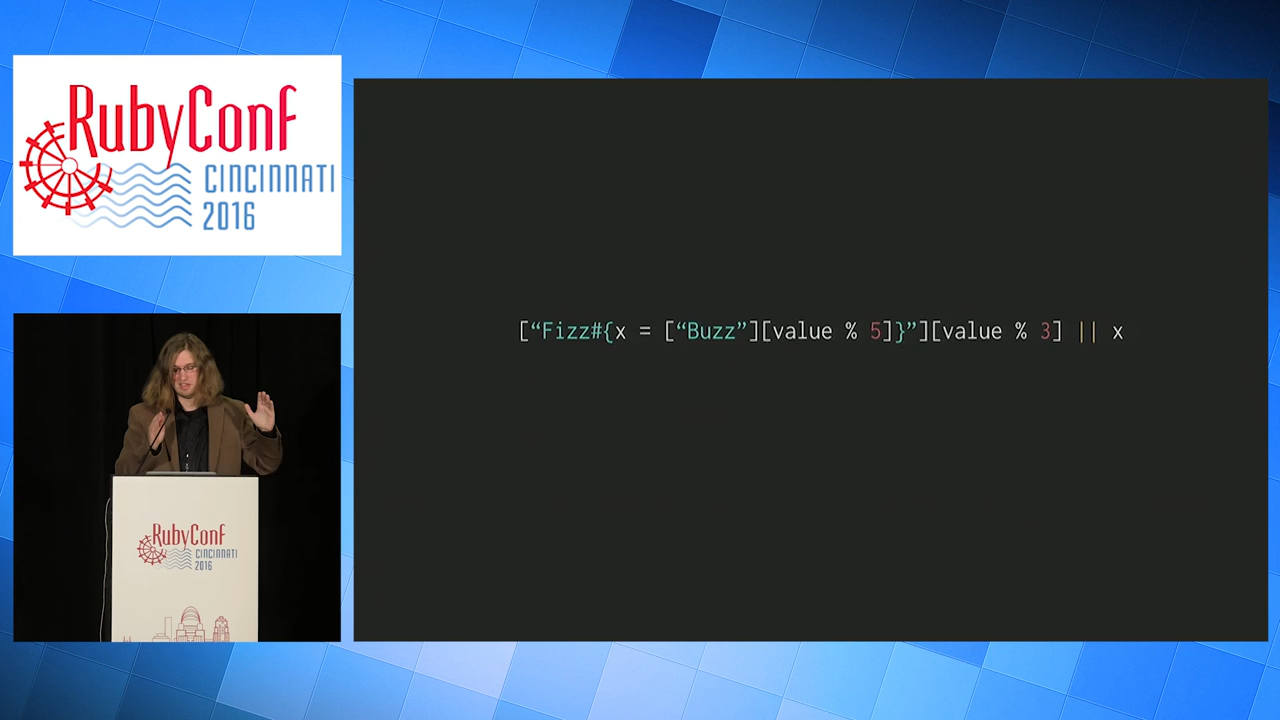 RubyConf
CINCINNATI
2016
[“Fizz#{x = [“Buzz”][value % 5]}”][value % 3] || x
RubyConf
CINCINNATI
2016